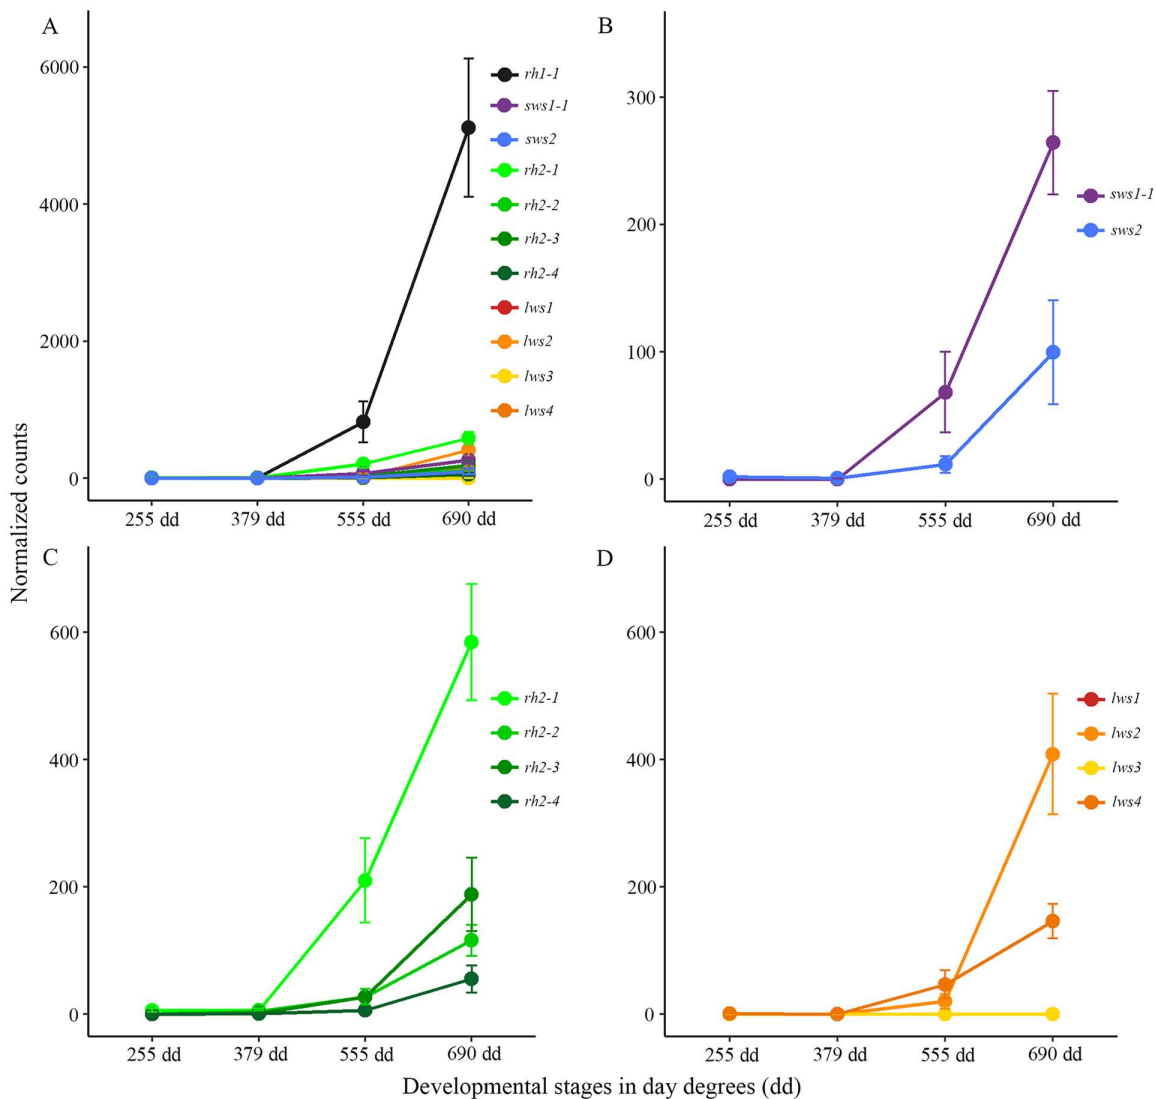 A
6000
4000
2000
0
255 dd
379 dd
555 dd
690 dd
rh1-1
sws1-1
sws2
rh2-1
rh2-2
rh2-3
rh2-4
lws1
lws2
lws3
lws4
B
300
200
100
0
255 dd
379 dd
555 dd
690 dd
sws1-1
sws2
Normalized counts
C
600
400
200
0
255 dd
379 dd
555 dd
690 dd
rh2-1
rh2-2
rh2-3
rh2-4
D
600
400
200
0
255 dd
379 dd
555 dd
690 dd
lws1
lws2
lws3
lws4
Developmental stages in day degrees (dd)